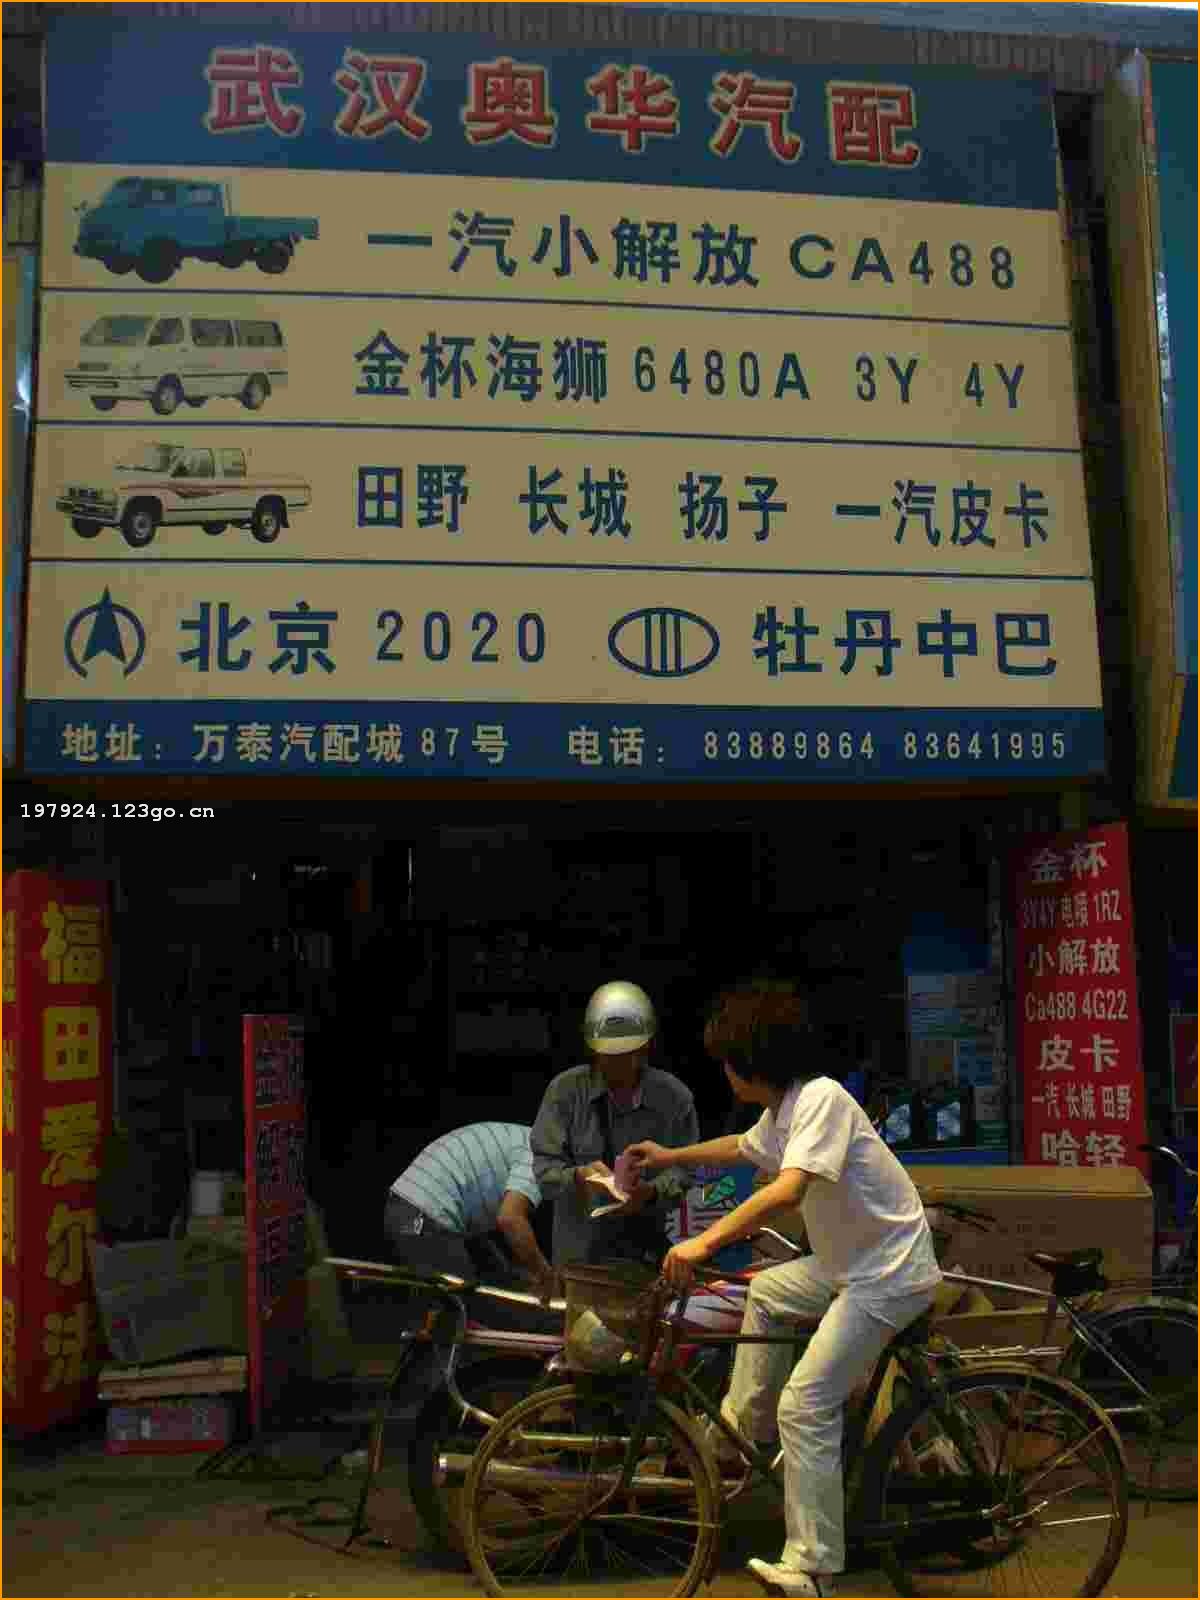 武汉奥华汽配
一汽小解放 CA488
金杯海狮 6480A 3Y 4Y
田野 长城 扬子 一汽皮卡
北京 2020 牡丹中巴
地址：万泰汽配城87号 电话：83889864 83641995
197924.123go.cn
金杯
3Y4Y 电喷 1RZ
小解放
Ca488 4G22
皮卡
一汽 长城 田野
哈轻
福田爱尔法